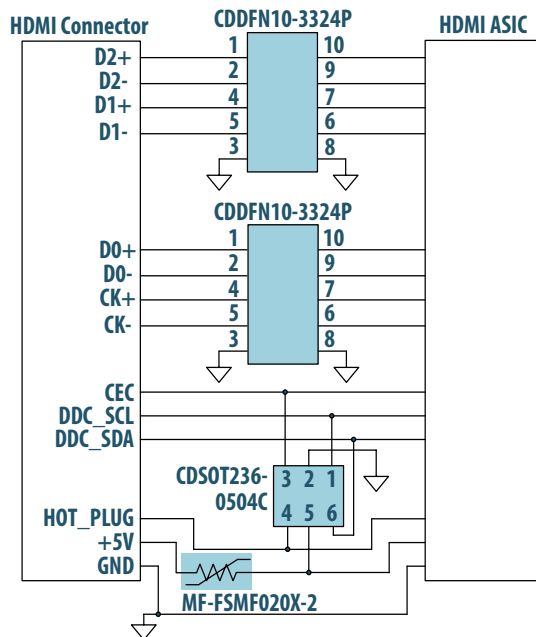 CDDFN10-3324P
HDMI Connector
HDMI ASIC
D2+ 1 10
D2- 2 9
D1+ 4 7
D1- 5 6
3 8
CDDFN10-3324P
D0+ 1 10
D0- 2 9
CK+ 4 7
CK- 5 6
3 8
CEC
DDC_SCL
DDC_SDA
CDSOT236-
0504C
3 2 1
4 5 6
HOT_PLUG
+5V
GND
MF-FSMF020X-2